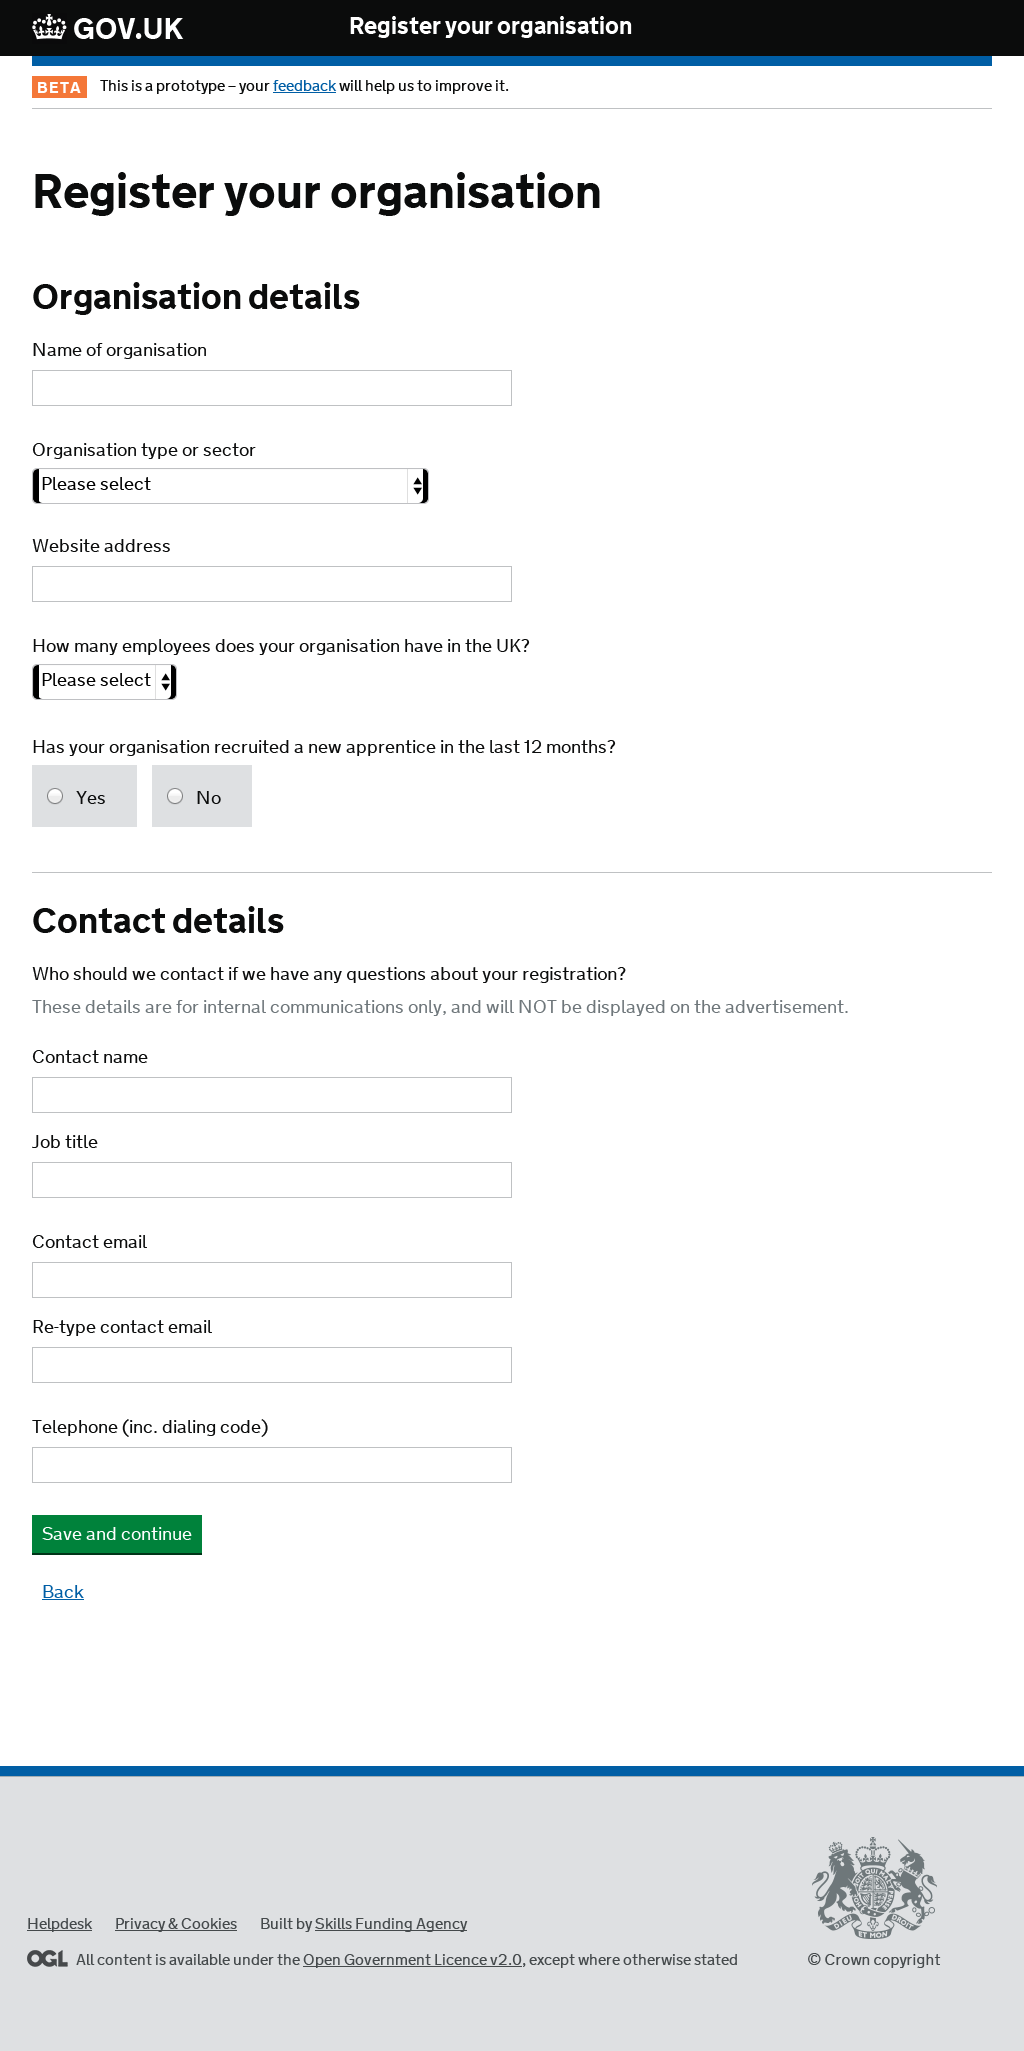 GOV.UK
Register your organisation
BETA
This is a prototype – your feedback will help us to improve it.
Register your organisation
Organisation details
Name of organisation
Organisation type or sector
Please select
Website address
How many employees does your organisation have in the UK?
Please select
Has your organisation recruited a new apprentice in the last 12 months?
Yes
No
Contact details
Who should we contact if we have any questions about your registration?
These details are for internal communications only, and will NOT be displayed on the advertisement.
Contact name
Job title
Contact email
Re-type contact email
Telephone (inc. dialing code)
Save and continue
Back
Helpdesk
Privacy & Cookies
Built by Skills Funding Agency
OGL
All content is available under the Open Government Licence v2.0, except where otherwise stated
DIEU ET MON DROIT
© Crown copyright